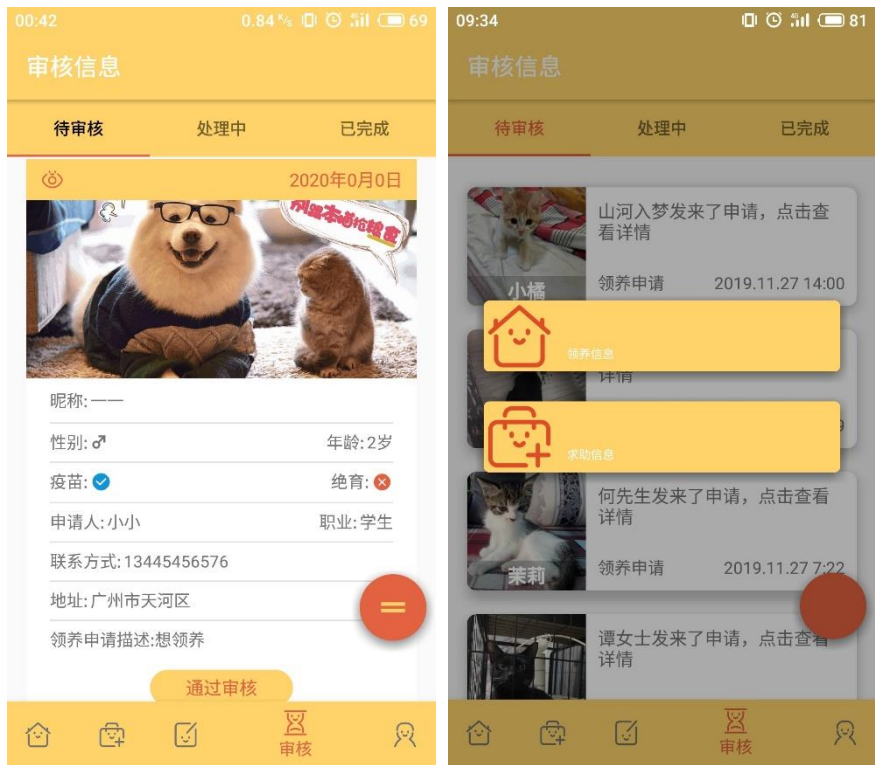 00:42
0.84 K/s
69
审核信息
待审核
处理中
已完成
2020年0月0日
别跟本喵抢粮食
昵称:一一
性别:♂
年龄:2岁
疫苗:
绝育:
申请人:小小
职业:学生
联系方式:13445456576
地址:广州市天河区
领养申请描述:想领养
通过审核
审核
09:34
81
审核信息
待审核
处理中
已完成
山河入梦发来了申请，点击查
看详情
小橘
领养申请
2019.11.27 14:00
领养信息
详情
求助信息
何先生发来了申请，点击查看
详情
茉莉
领养申请
2019.11.27 7:22
谭女士发来了申请，点击查看
详情
审核